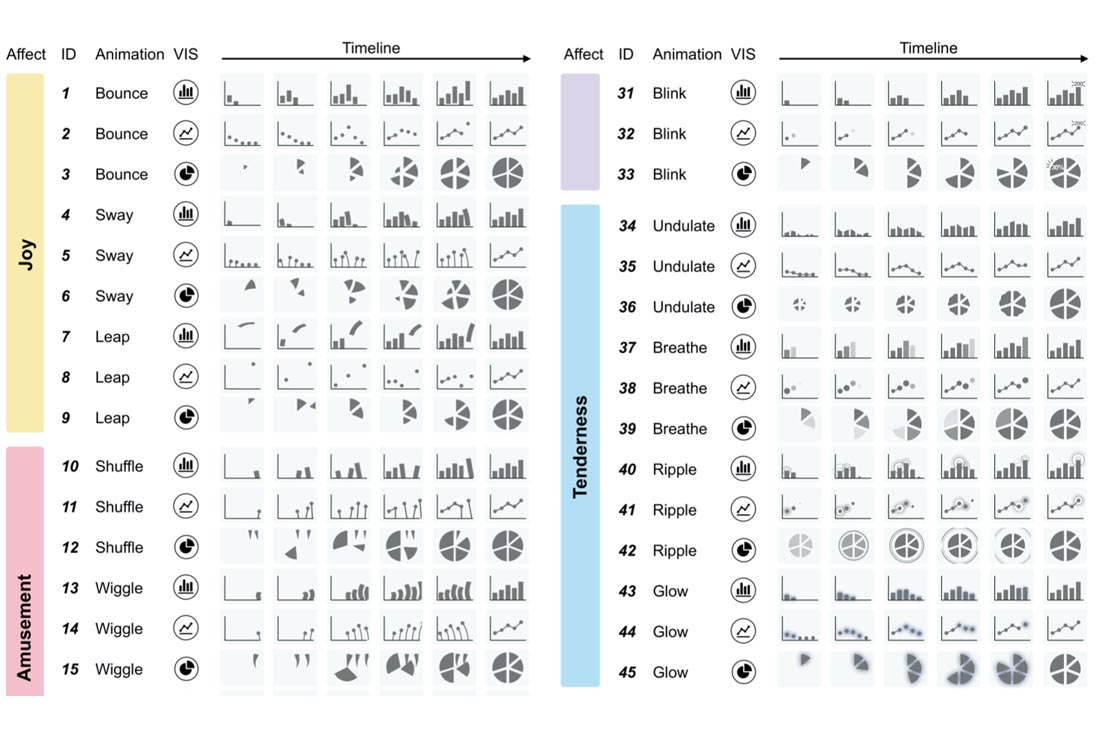 Affect ID Animation VIS Timeline
Joy
1 Bounce
2 Bounce
3 Bounce
4 Sway
5 Sway
6 Sway
7 Leap
8 Leap
9 Leap
Amusement
10 Shuffle
11 Shuffle
12 Shuffle
13 Wiggle
14 Wiggle
15 Wiggle
Affect ID Animation VIS Timeline
31 Blink
32 Blink
33 Blink
30%
Tenderness
34 Undulate
35 Undulate
36 Undulate
37 Breathe
38 Breathe
39 Breathe
40 Ripple
41 Ripple
42 Ripple
43 Glow
44 Glow
45 Glow